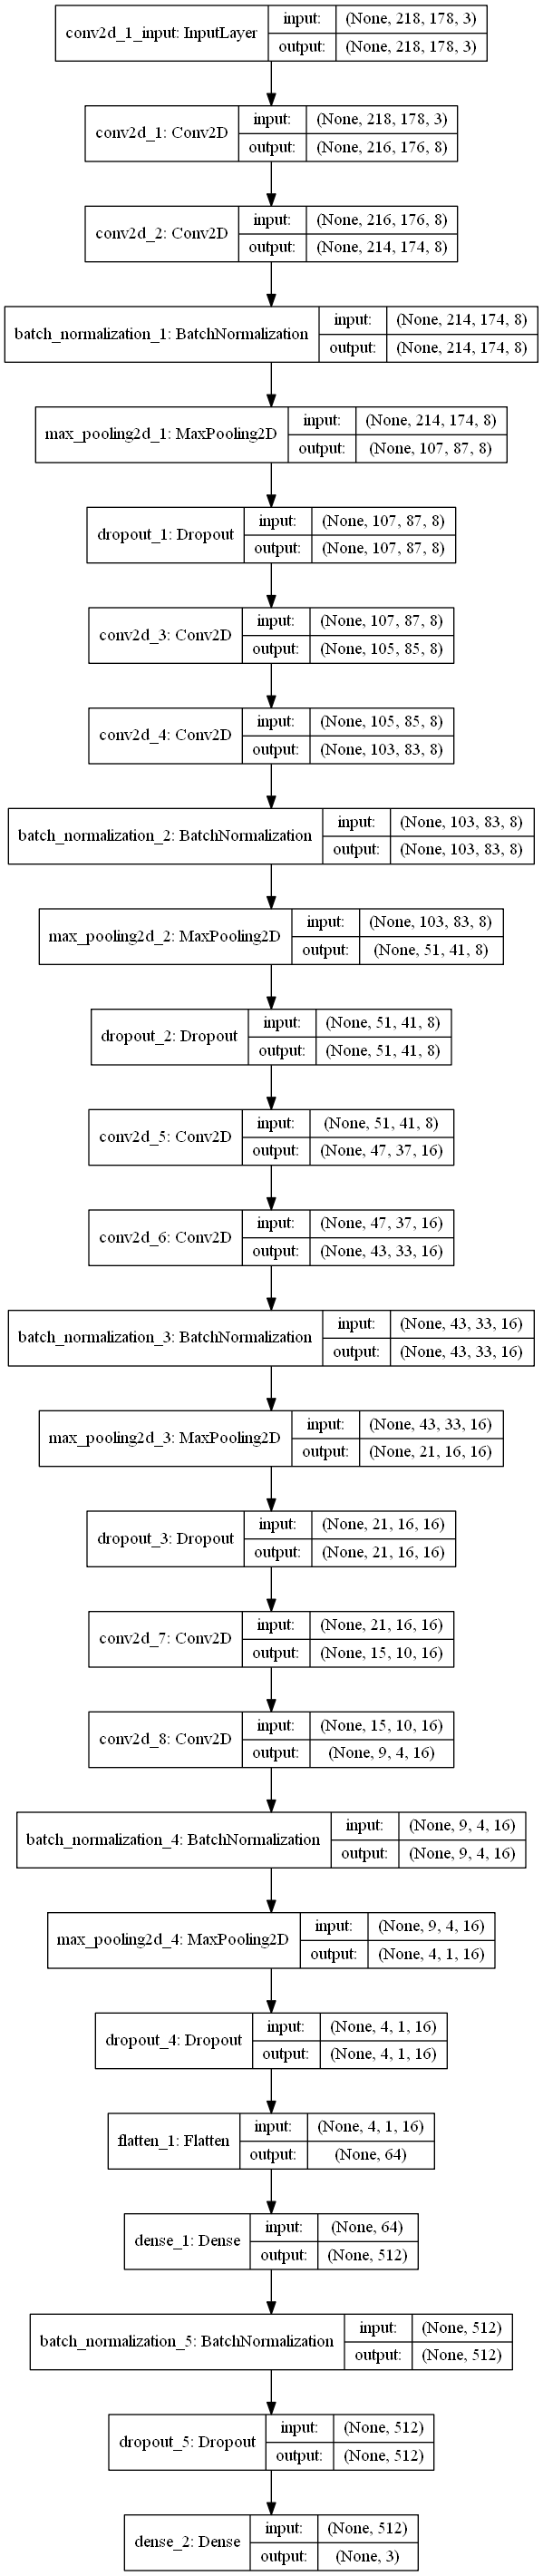 conv2d_1_input: InputLayer
input: (None, 218, 178, 3)
output: (None, 218, 178, 3)
conv2d_1: Conv2D
input: (None, 218, 178, 3)
output: (None, 216, 176, 8)
conv2d_2: Conv2D
input: (None, 216, 176, 8)
output: (None, 214, 174, 8)
batch_normalization_1: BatchNormalization
input: (None, 214, 174, 8)
output: (None, 214, 174, 8)
max_pooling2d_1: MaxPooling2D
input: (None, 214, 174, 8)
output: (None, 107, 87, 8)
dropout_1: Dropout
input: (None, 107, 87, 8)
output: (None, 107, 87, 8)
conv2d_3: Conv2D
input: (None, 107, 87, 8)
output: (None, 105, 85, 8)
conv2d_4: Conv2D
input: (None, 105, 85, 8)
output: (None, 103, 83, 8)
batch_normalization_2: BatchNormalization
input: (None, 103, 83, 8)
output: (None, 103, 83, 8)
max_pooling2d_2: MaxPooling2D
input: (None, 103, 83, 8)
output: (None, 51, 41, 8)
dropout_2: Dropout
input: (None, 51, 41, 8)
output: (None, 51, 41, 8)
conv2d_5: Conv2D
input: (None, 51, 41, 8)
output: (None, 47, 37, 16)
conv2d_6: Conv2D
input: (None, 47, 37, 16)
output: (None, 43, 33, 16)
batch_normalization_3: BatchNormalization
input: (None, 43, 33, 16)
output: (None, 43, 33, 16)
max_pooling2d_3: MaxPooling2D
input: (None, 43, 33, 16)
output: (None, 21, 16, 16)
dropout_3: Dropout
input: (None, 21, 16, 16)
output: (None, 21, 16, 16)
conv2d_7: Conv2D
input: (None, 21, 16, 16)
output: (None, 15, 10, 16)
conv2d_8: Conv2D
input: (None, 15, 10, 16)
output: (None, 9, 4, 16)
batch_normalization_4: BatchNormalization
input: (None, 9, 4, 16)
output: (None, 9, 4, 16)
max_pooling2d_4: MaxPooling2D
input: (None, 9, 4, 16)
output: (None, 4, 1, 16)
dropout_4: Dropout
input: (None, 4, 1, 16)
output: (None, 4, 1, 16)
flatten_1: Flatten
input: (None, 4, 1, 16)
output: (None, 64)
dense_1: Dense
input: (None, 64)
output: (None, 512)
batch_normalization_5: BatchNormalization
input: (None, 512)
output: (None, 512)
dropout_5: Dropout
input: (None, 512)
output: (None, 512)
dense_2: Dense
input: (None, 512)
output: (None, 3)